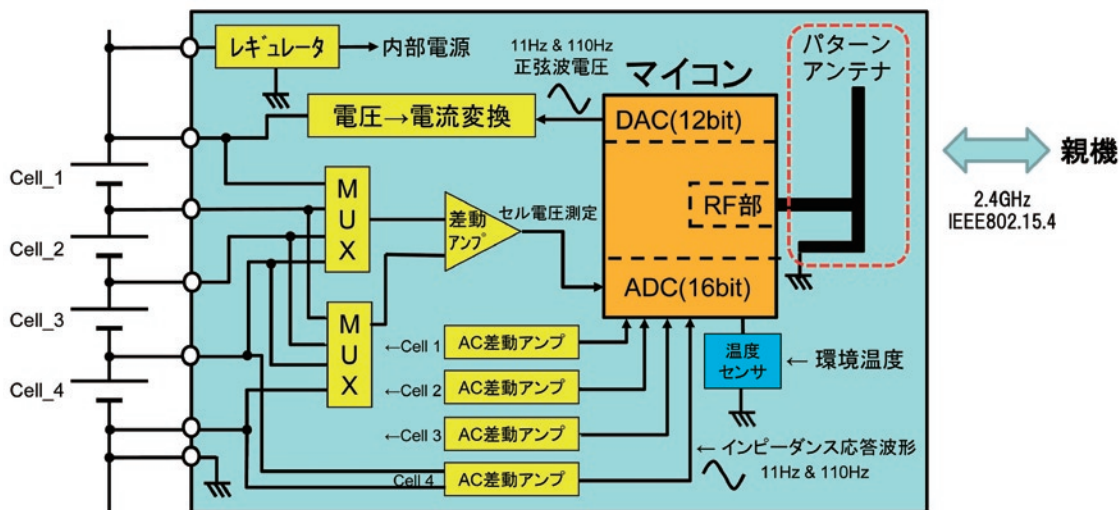 レギュレータ
→内部電源
11Hz & 110Hz
正弦波電圧
電圧→電流変換
マイコン
DAC(12bit)
RF部
ADC(16bit)
パターン
アンテナ
親機
2.4GHz
IEEE802.15.4
Cell_1
Cell_2
Cell_3
Cell_4
MUX
差動
アンプ
セル電圧測定
MUX
←Cell 1
AC差動アンプ
←Cell 2
AC差動アンプ
←Cell 3
AC差動アンプ
Cell 4
AC差動アンプ
温度
センサ
← 環境温度
← インピーダンス応答波形
11Hz & 110Hz